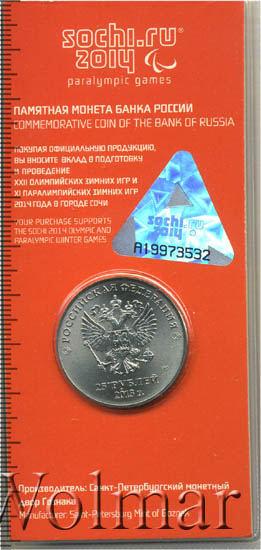 sochi.ru
2014
paralympic games
ПАМЯТНАЯ МОНЕТА БАНКА РОССИИ
COMMEMORATIVE COIN OF THE BANK OF RUSSIA
ПОКУПАЯ ОФИЦИАЛЬНУЮ ПРОДУКЦИЮ,
ВЫ ВНОСИТЕ ВКЛАД В ПОДГОТОВКУ
И ПРОВЕДЕНИЕ
XXII ОЛИМПИЙСКИХ ЗИМНИХ ИГР И
XI ПАРАЛИМПИЙСКИХ ЗИМНИХ ИГР
2014 ГОДА В ГОРОДЕ СОЧИ
YOUR PURCHASE SUPPORTS
THE SOCHI 2014 OLYMPIC AND
PARALYMPIC WINTER GAMES
sochi
2014
A19973532
РОССИЙСКАЯ ФЕДЕРАЦИЯ
25 РУБЛЕЙ
2013 г.
Производитель: Санкт-Петербургский монетный
двор Гознака
Manufacturer: Saint-Petersburg Mint of Goznak
Wolmar